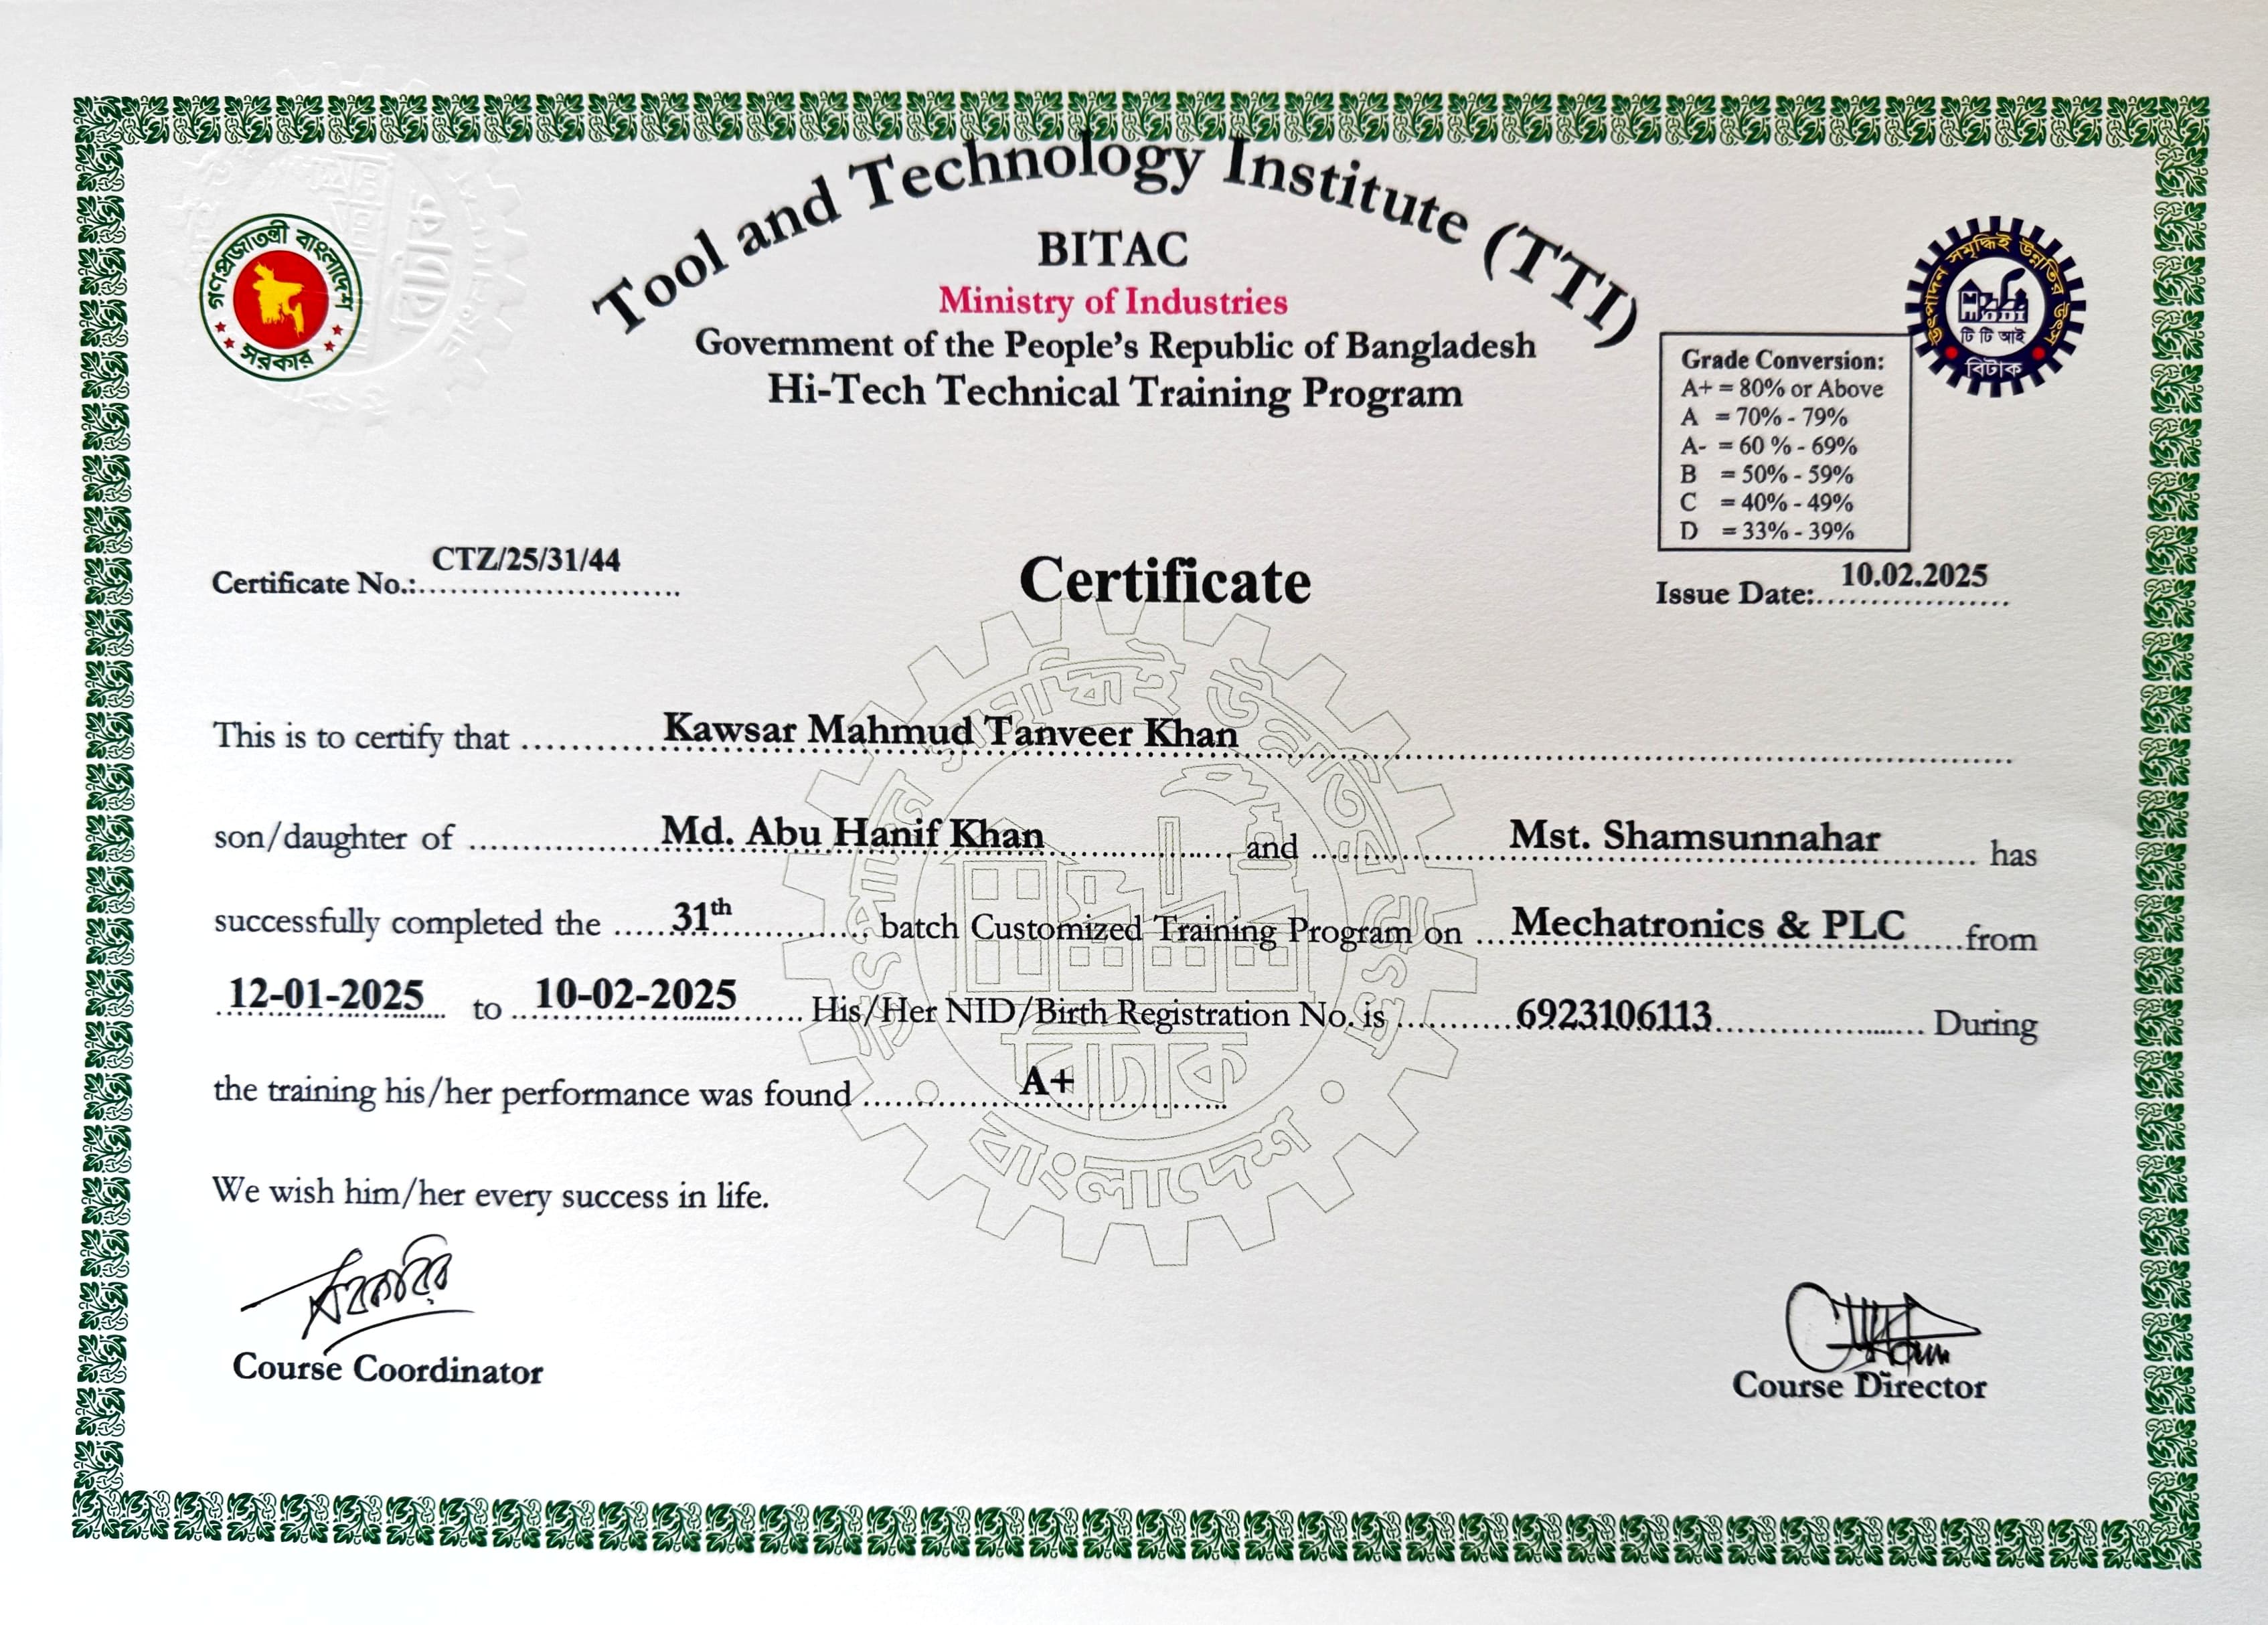 Tool and Technology Institute (TTI)
BITAC
Ministry of Industries
Government of the People's Republic of Bangladesh
Hi-Tech Technical Training Program
গণপ্রজাতন্ত্রী বাংলাদেশ
সরকার
উৎপাদন সমৃদ্ধিই উন্নতির উৎস
টি টি আই
বিটাক
Grade Conversion:
A+ = 80% or Above
A = 70% - 79%
A- = 60 % - 69%
B = 50% - 59%
C = 40% - 49%
D = 33% - 39%
Certificate No.:.......CTZ/25/31/44.......
Certificate
Issue Date:.......10.02.2025.......
This is to certify that ....... Kawsar Mahmud Tanveer Khan .......
son/daughter of ....... Md. Abu Hanif Khan ....... and ....... Mst. Shamsunnahar ....... has
successfully completed the ....... 31th ....... batch Customized Training Program on ....... Mechatronics & PLC ....... from
12-01-2025 to 10-02-2025 ....... His/Her NID/Birth Registration No. is ....... 6923106113 ....... During
the training his/her performance was found ....... A+ .......
We wish him/her every success in life.
বিটাক
বাংলাদেশ
Course Coordinator
Course Director